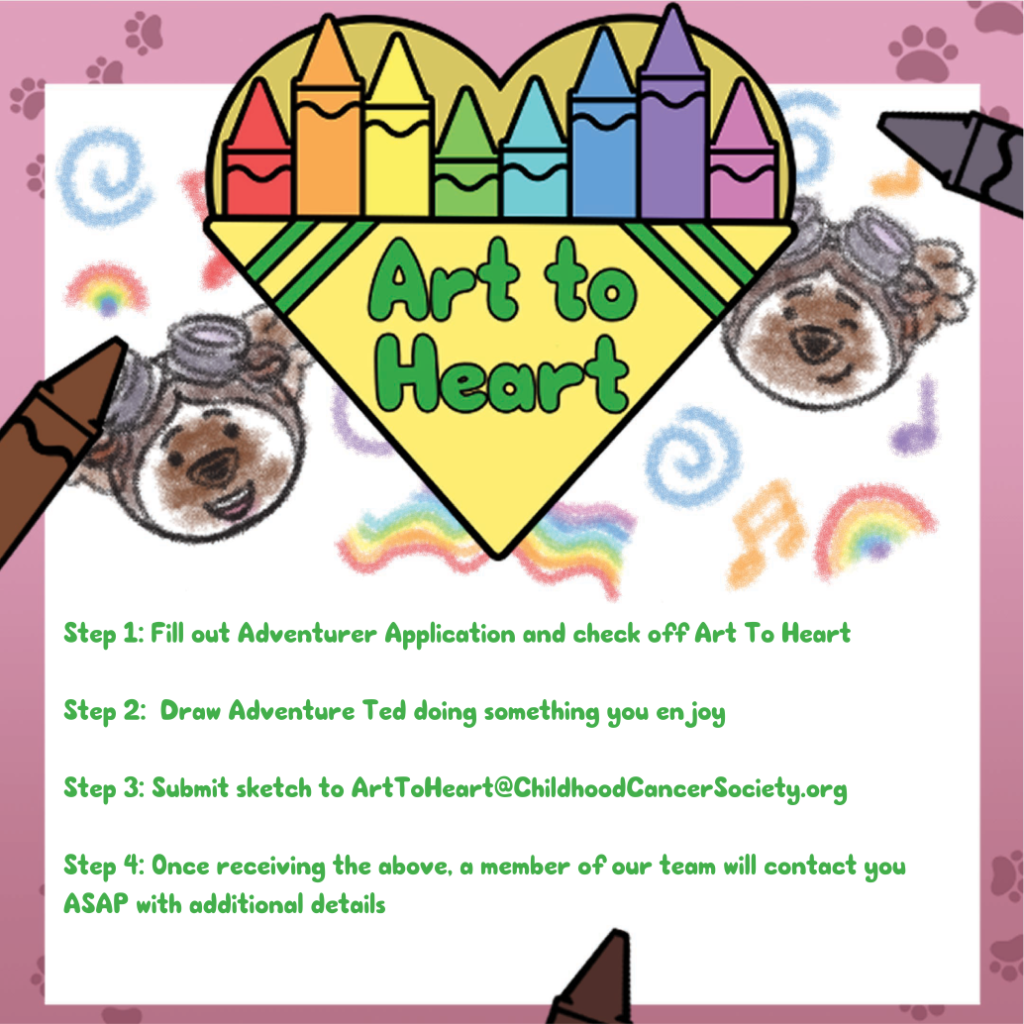 Art to
Heart
Step 1: Fill out Adventurer Application and check off Art To Heart
Step 2: Draw Adventure Ted doing something you enjoy
Step 3: Submit sketch to ArtToHeart@ChildhoodCancerSociety.org
Step 4: Once receiving the above, a member of our team will contact you
ASAP with additional details